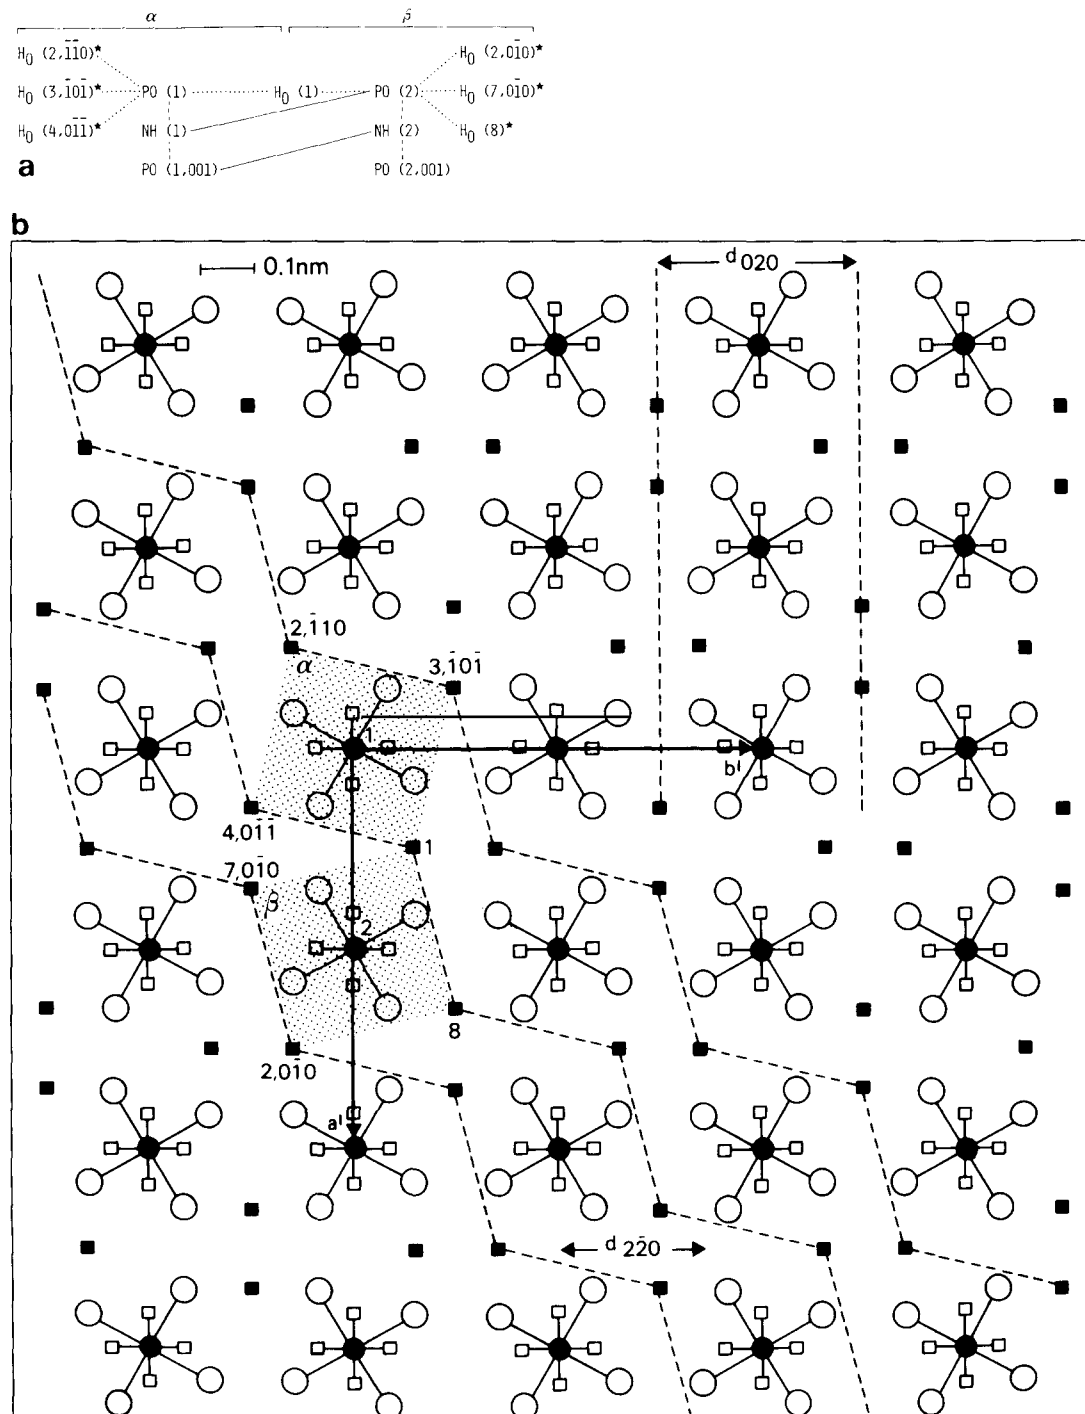 α β̄
H₀ (2,1̄1̄0)* H₀ (2,01̄0)*
H₀ (3,1̄01̄)* PO (1) H₀ (1) PO (2) H₀ (7,01̄0)*
H₀ (4,01̄1̄)* NH (1) NH (2) H₀ (8)*
PO (1,001) PO (2,001)
a
b
0.1nm
d 020
2,1̄10
α
3,1̄01̄
1
b'
4,01̄1̄
1
7,01̄0
β
2
8
2,01̄0
a'
d 22̄0